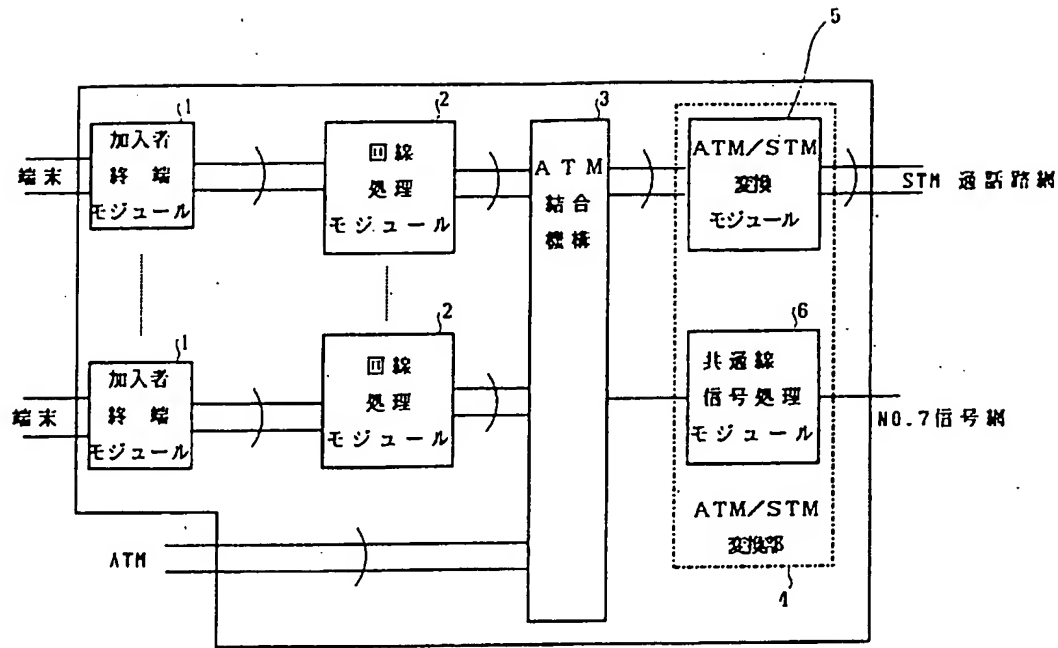 5
1
加入者
終端
モジュール
端末
2
回線
処理
モジュール
3
ATM
結合
機構
ATM/STM
変換
モジュール
STM 通話路網
1
加入者
終端
モジュール
端末
2
回線
処理
モジュール
6
共通線
信号処理
モジュール
NO.7信号網
ATM/STM
変換部
4
ATM